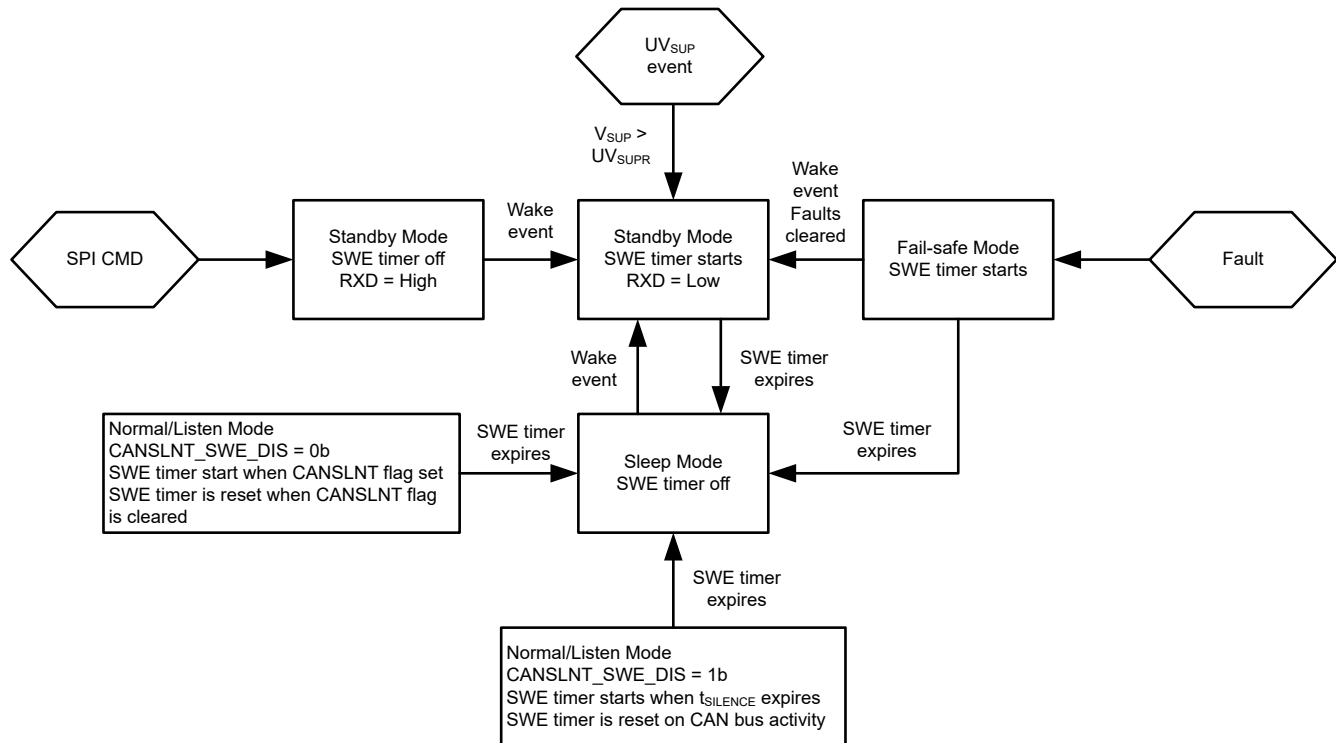 UVSUP
event
VSUP >
UVSUPR
Wake
event
Faults
cleared
SPI CMD
Standby Mode
SWE timer off
RXD = High
Wake
event
Standby Mode
SWE timer starts
RXD = Low
Fail-safe Mode
SWE timer starts
Fault
Wake
event
SWE timer
expires
Normal/Listen Mode
CANSLNT_SWE_DIS = 0b
SWE timer start when CANSLNT flag set
SWE timer is reset when CANSLNT flag
is cleared
SWE timer
expires
Sleep Mode
SWE timer off
SWE timer
expires
SWE timer
expires
Normal/Listen Mode
CANSLNT_SWE_DIS = 1b
SWE timer starts when tSILENCE expires
SWE timer is reset on CAN bus activity